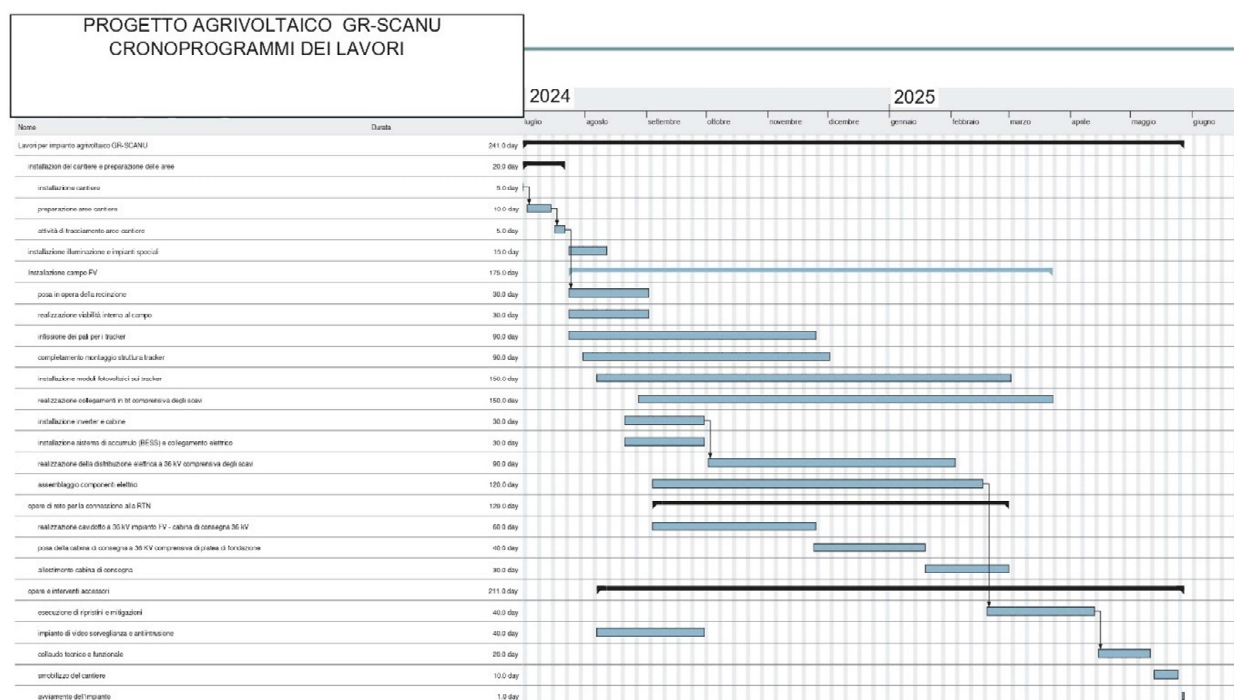 PROGETTO AGRIVOLTAICO GR-SCANU
CRONOPROGRAMMI DEI LAVORI
2024 2025
Nome Durata luglio agosto settembre ottobre novembre dicembre gennaio febbraio marzo aprile maggio giugno
Lavori per impianto agrivoltaico GR-SCANU 241.0 day
installazion del cantiere e preparazione delle aree 20.0 day
installazione cantiere 5.0 day
preparazione aree cantiere 10.0 day
attività di tracciamento aree cantiere 5.0 day
installazione illuminazione e impianti speciali 15.0 day
Installazione campo FV 175.0 day
posa in opera della recinzione 30.0 day
realizzazione viabilità interna al campo 30.0 day
infissione dei pali per i tracker 90.0 day
completamento montaggio struttura tracker 90.0 day
installazione moduli fotovoltaici sui tracker 150.0 day
realizzazione collegamenti in bt comprensiva degli scavi 150.0 day
installazione inverter e cabine 30.0 day
installazione sistema di accumulo (BESS) e collegamento elettrico 30.0 day
realizzazione della distribuzione elettrica a 36 kV comprensiva degli scavi 90.0 day
assemblaggio componenti elettrici 120.0 day
opere di rete per la connessione alla RTN 129.0 day
realizzazione cavidotto a 36 kV impianto FV - cabina di consegna 36 kV 60.0 day
posa della cabina di consegna a 36 KV comprensiva di platea di fondazione 40.0 day
allestimento cabina di consegna 30.0 day
opere e interventi accessori 211.0 day
esecuzione di ripristini e mitigazioni 40.0 day
impianto di video sorveglianza e antiintrusione 40.0 day
collaudo tecnico e funzionale 20.0 day
smobilizzo del cantiere 10.0 day
avviamento dell'impianto 1.0 day